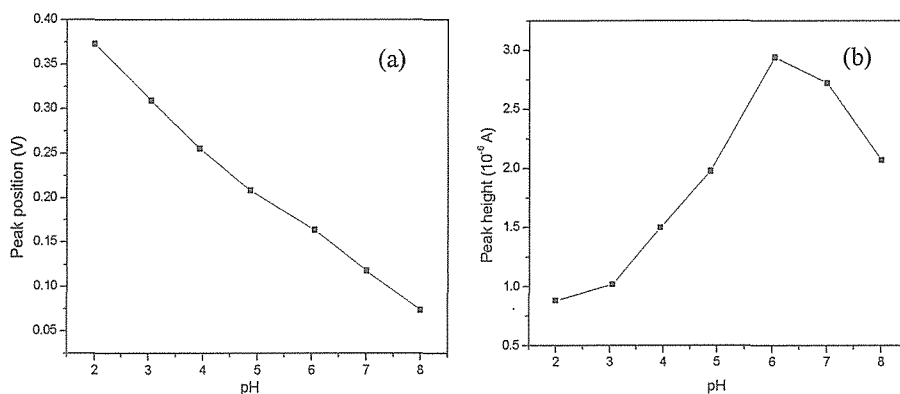 (a)
Peak position (V)
0.40
0.35
0.30
0.25
0.20
0.15
0.10
0.05
2 3 4 5 6 7 8
pH
(b)
Peak height (10⁻⁶ A)
3.0
2.5
2.0
1.5
1.0
0.5
2 3 4 5 6 7 8
pH